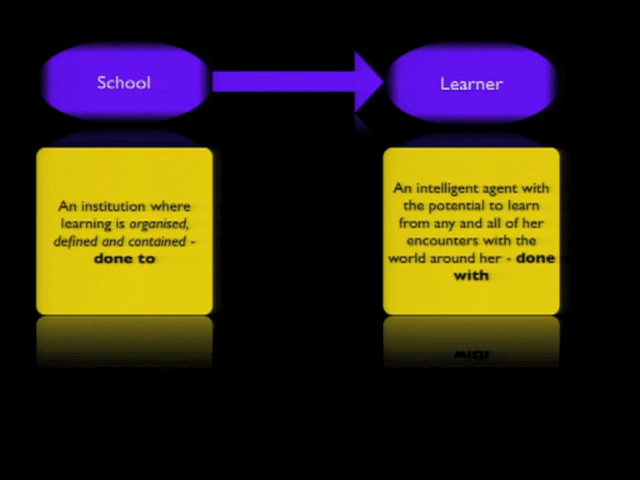 School
Learner
An institution where
learning is organised,
defined and contained -
done to
An intelligent agent with
the potential to learn
from any and all of her
encounters with the
world around her - done
with